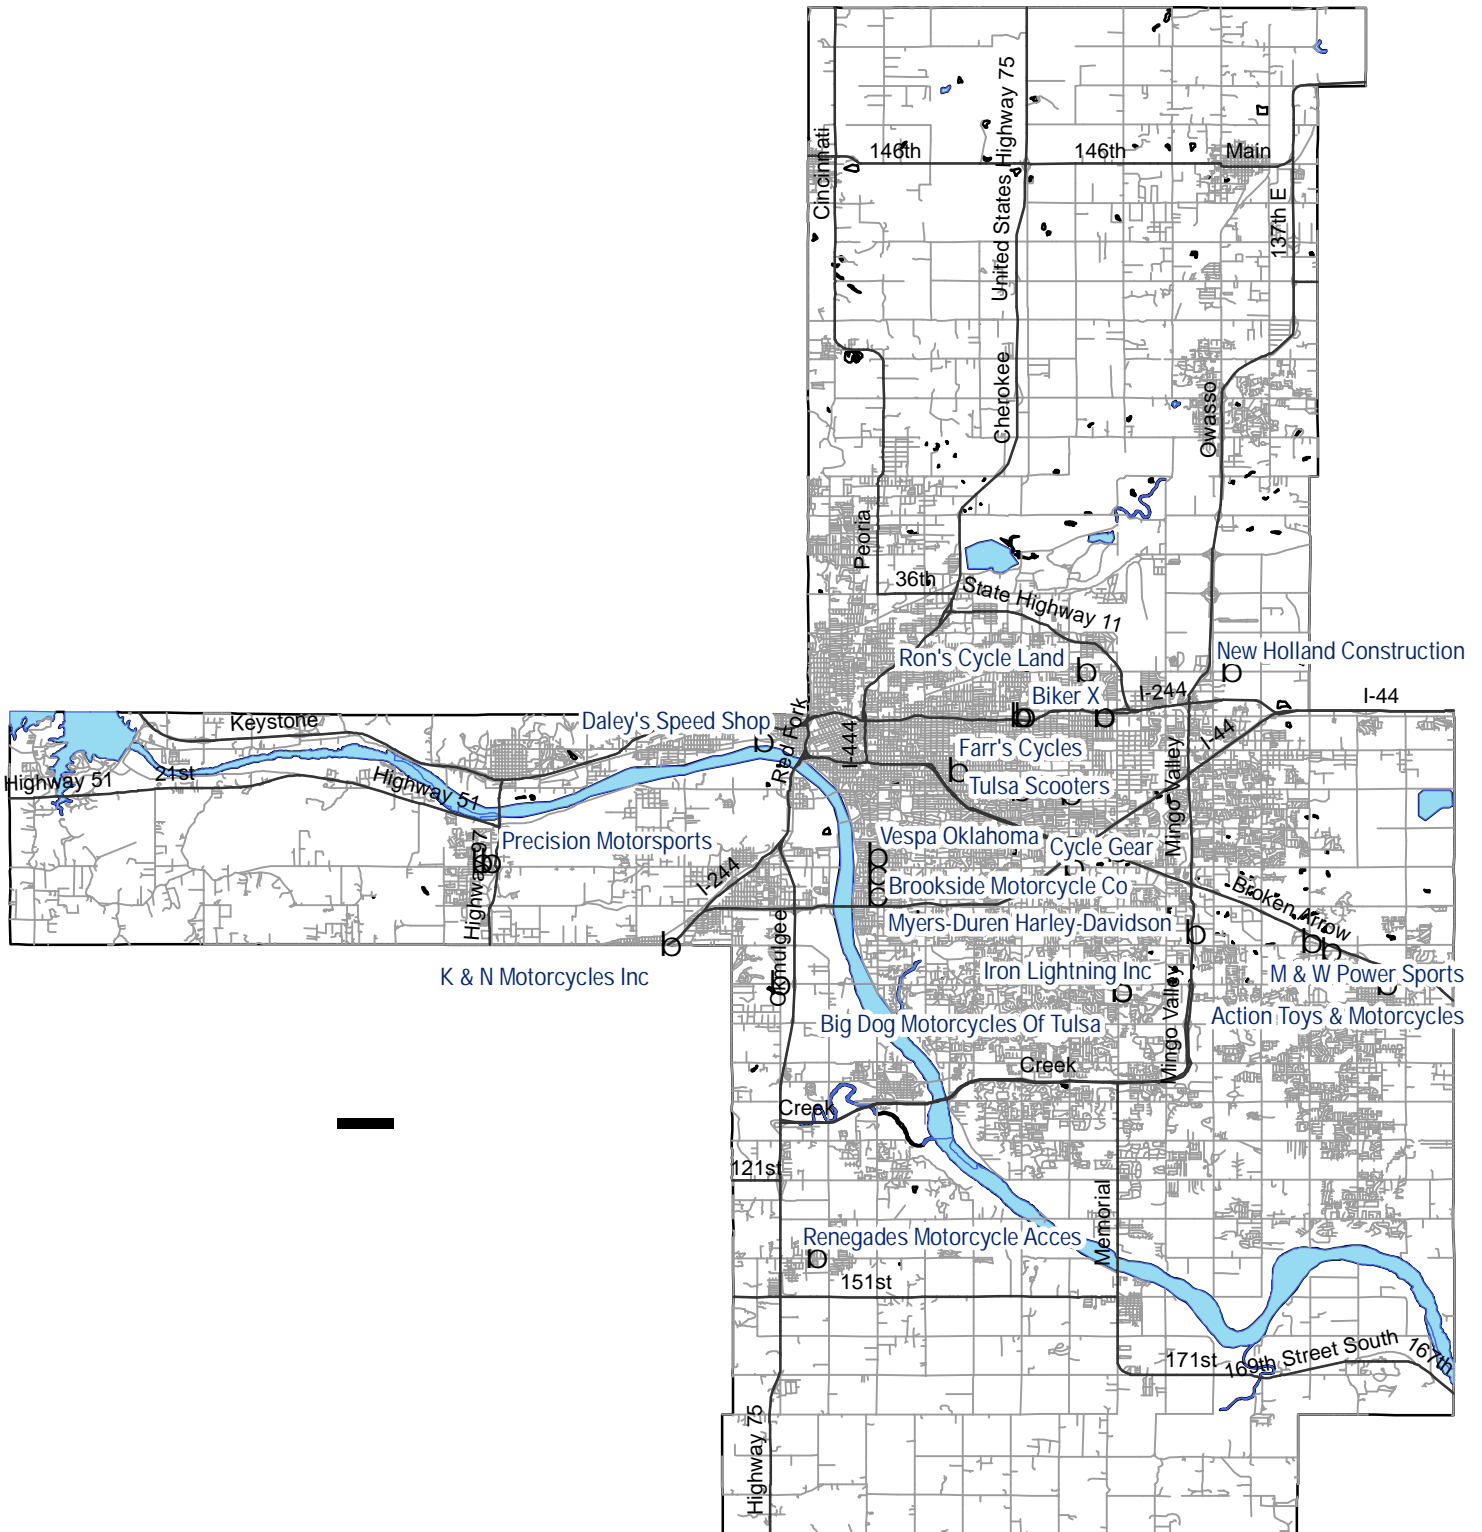 United States Highway 75
Cincinnati
146th
146th
Main
137th E
Cherokee
Owasso
Peoria
36th
State Highway 11
Ron's Cycle Land
New Holland Construction
b
b
Biker X
I-244
I-44
Keystone
Daley's Speed Shop
b
Red Fork
I-444
b
b
Farr's Cycles
I-44
Mingo Valley
Highway 51
21st
Highway 51
b
Tulsa Scooters
Precision Motorsports
Vespa Oklahoma
Cycle Gear
Highway 97
b
b
I-244
b
b
Brookside Motorcycle Co
b
Broken Arrow
Myers-Duren Harley-Davidson
b
b
b
b
Okmulgee
K & N Motorcycles Inc
b
Iron Lightning Inc
b
Mingo Valley
M & W Power Sports
Big Dog Motorcycles Of Tulsa
Action Toys & Motorcycles
Creek
Creek
121st
Memorial
Renegades Motorcycle Acces
b
151st
171st
169th Street South
167th
Highway 75